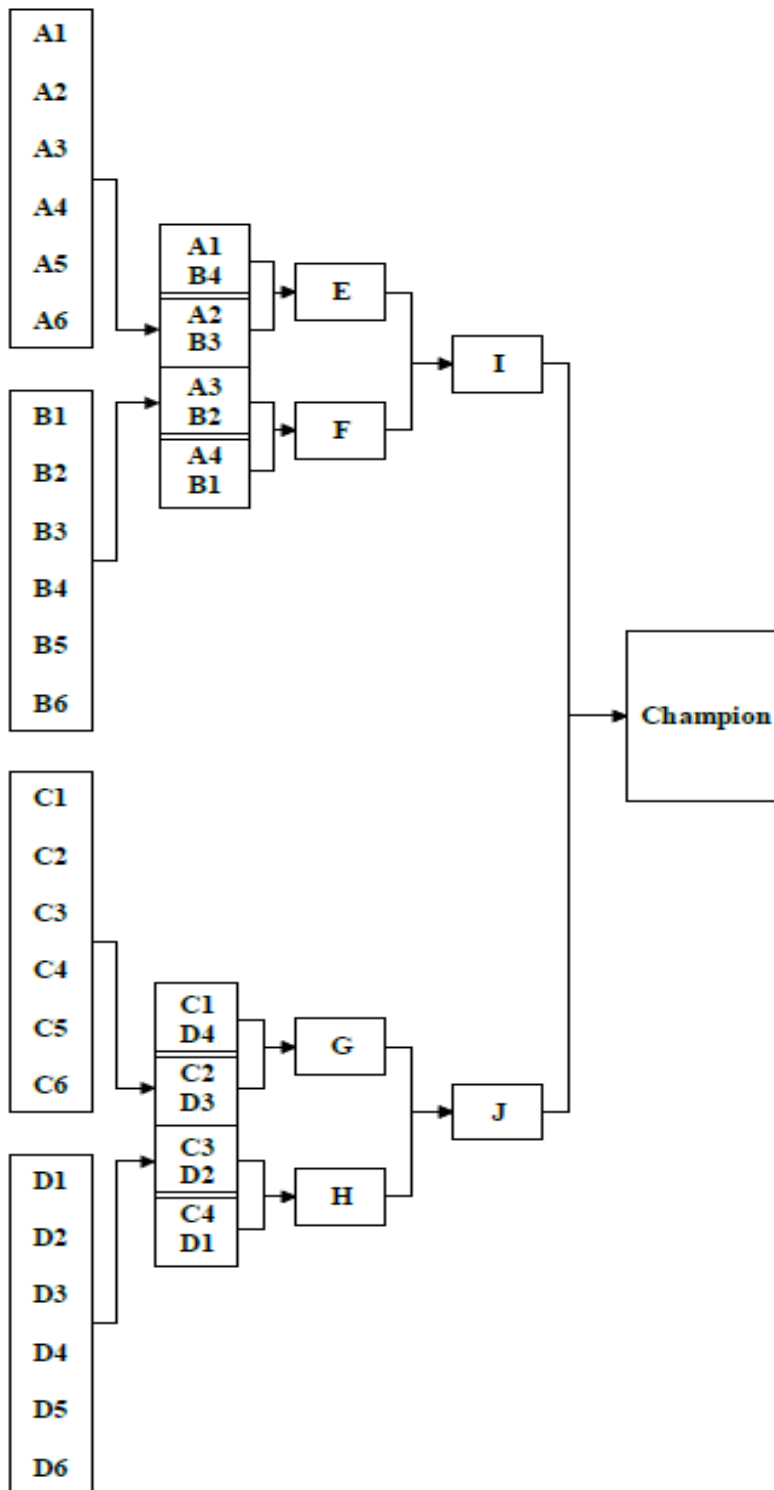 A1
A2
A3
A4
A5
A6
B1
B2
B3
B4
B5
B6
C1
C2
C3
C4
C5
C6
D1
D2
D3
D4
D5
D6
A1
B4
A2
B3
A3
B2
A4
B1
C1
D4
C2
D3
C3
D2
C4
D1
E
F
G
H
I
J
Champion